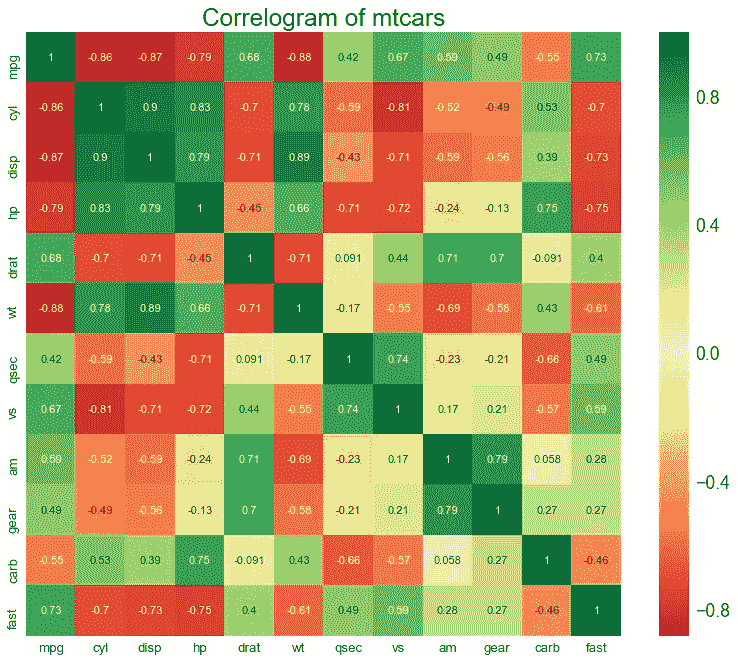 Correlogram of mtcars
mpg 1 -0.86 -0.87 -0.79 0.68 -0.88 0.42 0.67 0.59 0.49 -0.55 0.73
cyl -0.86 1 0.9 0.83 -0.7 0.78 -0.59 -0.81 -0.52 -0.49 0.53 -0.7
disp -0.87 0.9 1 0.79 -0.71 0.89 -0.43 -0.71 -0.59 -0.56 0.39 -0.73
hp -0.79 0.83 0.79 1 -0.45 0.66 -0.71 -0.72 -0.24 -0.13 0.75 -0.75
drat 0.68 -0.7 -0.71 -0.45 1 -0.71 0.091 0.44 0.71 0.7 -0.091 0.4
wt -0.88 0.78 0.89 0.66 -0.71 1 -0.17 -0.55 -0.69 -0.58 0.43 -0.61
qsec 0.42 -0.59 -0.43 -0.71 0.091 -0.17 1 0.74 -0.23 -0.21 -0.66 0.49
vs 0.67 -0.81 -0.71 -0.72 0.44 -0.55 0.74 1 0.17 0.21 -0.57 0.59
am 0.59 -0.52 -0.59 -0.24 0.71 -0.69 -0.23 0.17 1 0.79 0.058 0.28
gear 0.49 -0.49 -0.56 -0.13 0.7 -0.58 -0.21 0.21 0.79 1 0.27 0.27
carb -0.55 0.53 0.39 0.75 -0.091 0.43 -0.66 -0.57 0.058 0.27 1 -0.46
fast 0.73 -0.7 -0.73 -0.75 0.4 -0.61 0.49 0.59 0.28 0.27 -0.46 1
mpg cyl disp hp drat wt qsec vs am gear carb fast
0.8
0.4
0.0
−0.4
−0.8